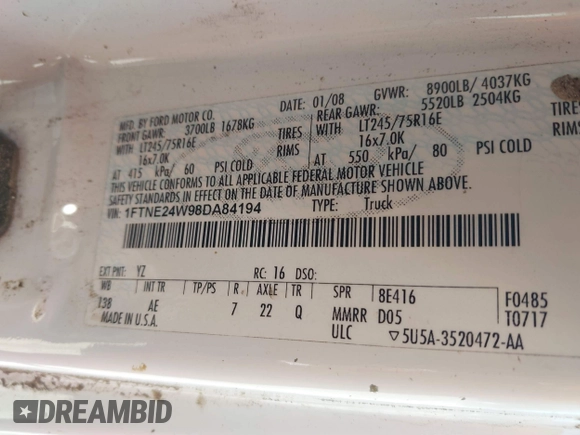 MFD. BY FORD MOTOR CO.
DATE: 01/08 GVWR: 8900LB/ 4037KG
FRONT GAWR: 3700LB 1678KG REAR GAWR: 5520LB 2504KG
LT245/75R16E TIRES WITH LT245/75R16E TIRES
16x7.0K RIMS 16x7.0K RIMS
AT 415 kPa/ 60 PSI COLD AT 550 kPa/ 80 PSI COLD
THIS VEHICLE CONFORMS TO ALL APPLICABLE FEDERAL MOTOR VEHICLE
SAFETY STANDARDS IN EFFECT ON THE DATE OF MANUFACTURE SHOWN ABOVE.
VIN: 1FTNE24W98DA84194 TYPE: Truck
EXT PNT: YZ RC: 16 DSO:
WB INT TR TP/PS R AXLE TR SPR 8E416 F0485
138 AE 7 22 Q MMRR D05 T0717
MADE IN U.S.A. ULC ▽5U5A-3520472-AA
DREAMBID